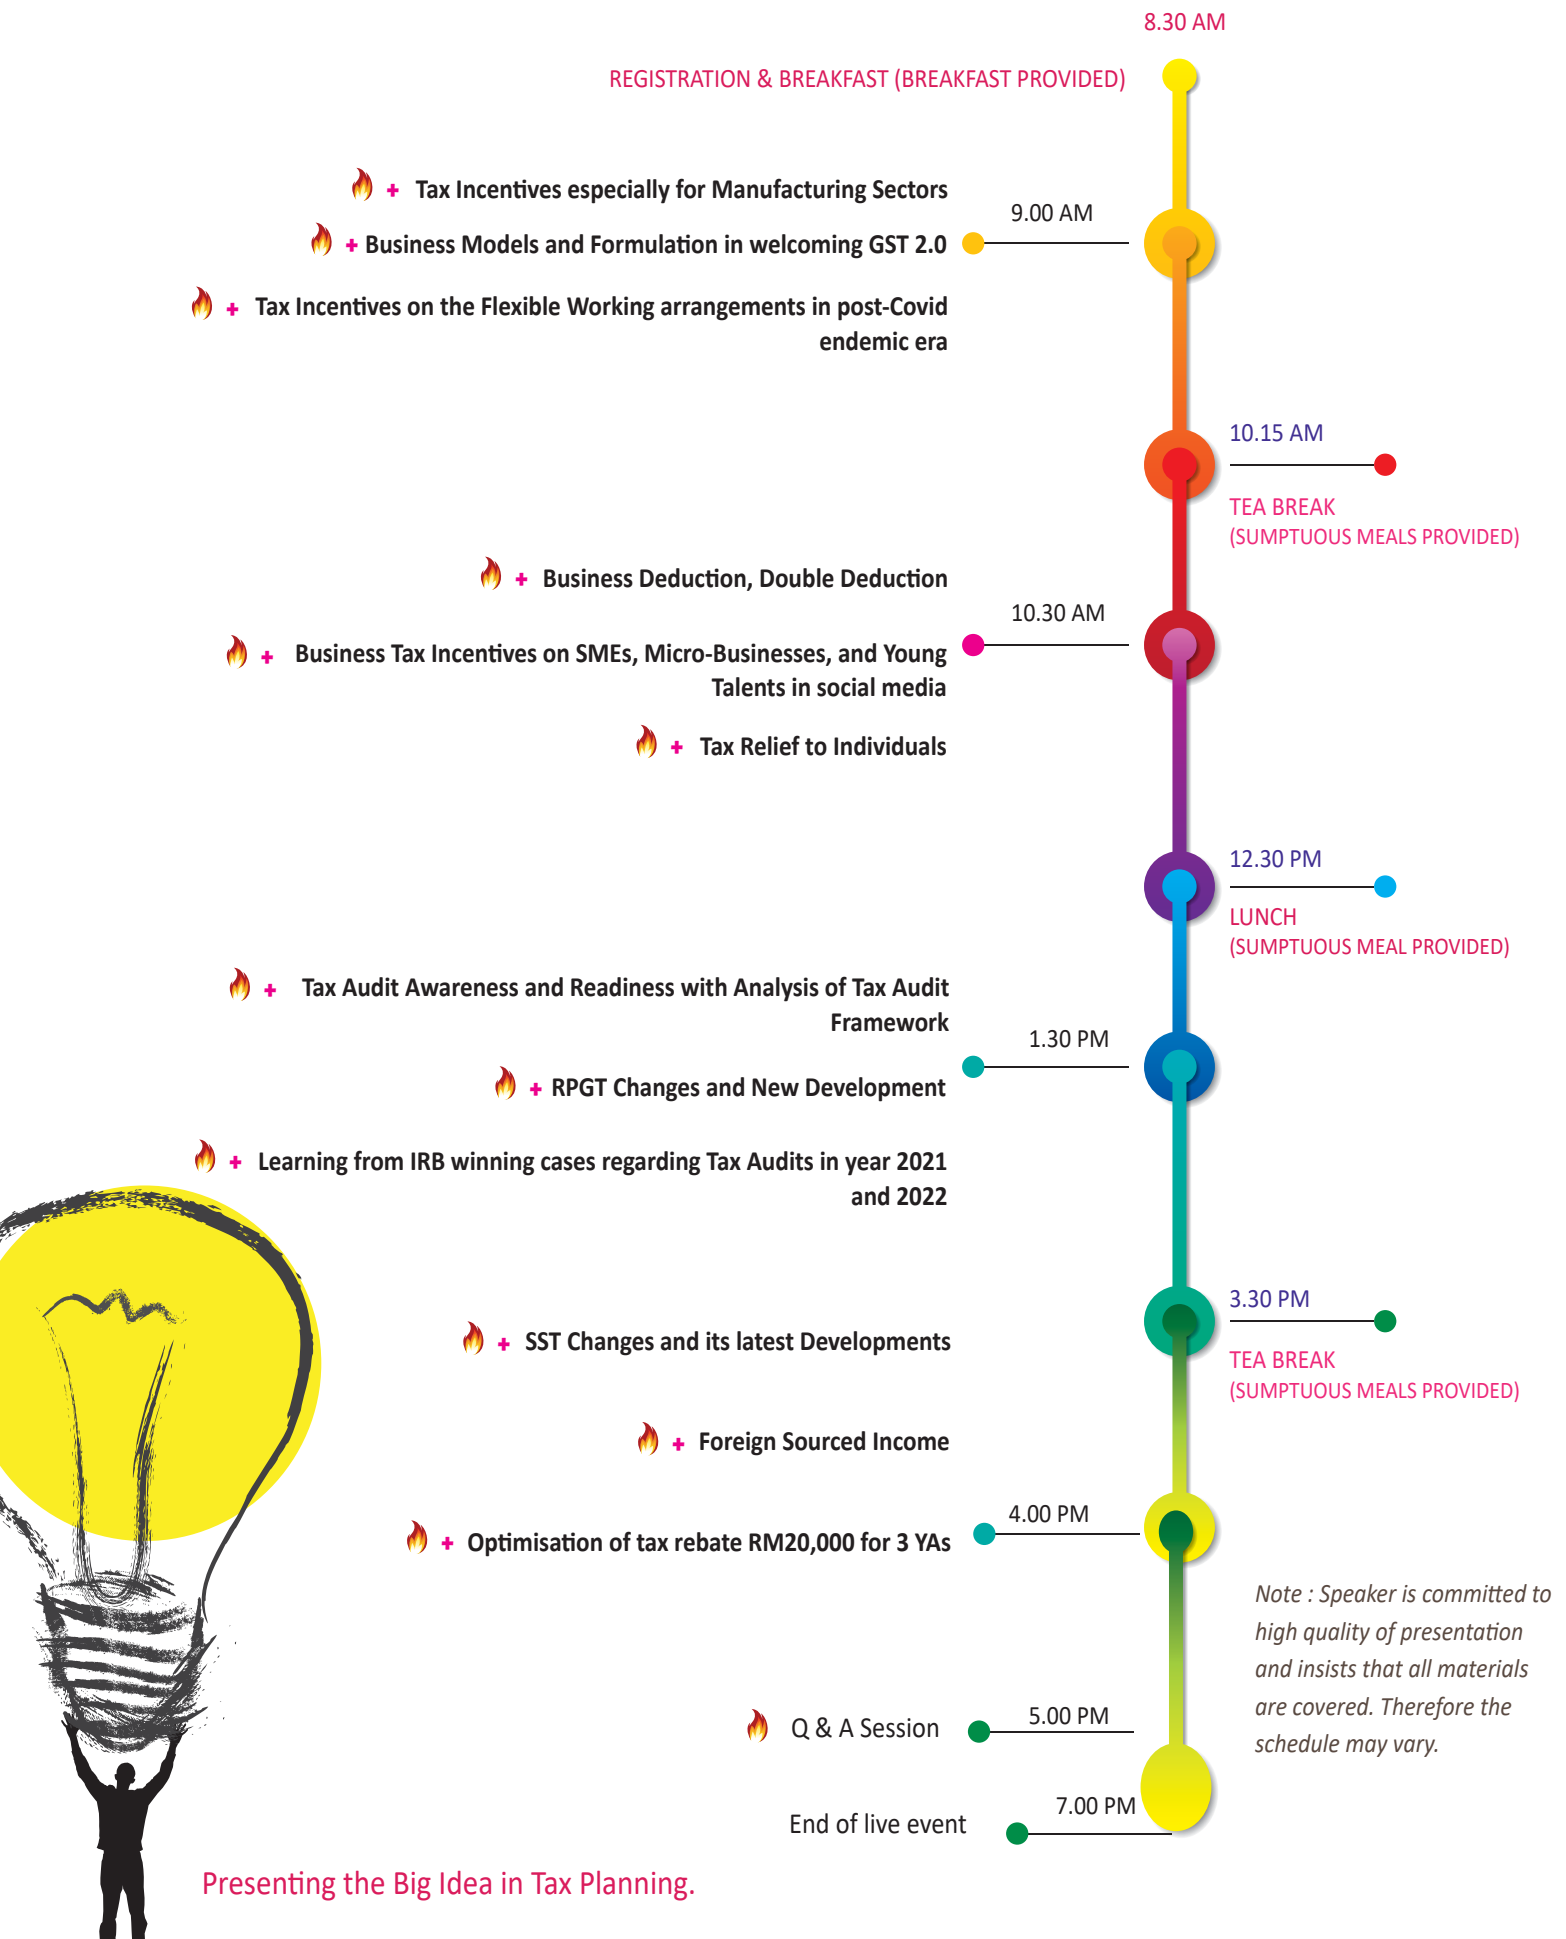 8.30 AM
REGISTRATION & BREAKFAST (BREAKFAST PROVIDED)
+ Tax Incentives especially for Manufacturing Sectors
9.00 AM
+ Business Models and Formulation in welcoming GST 2.0
+ Tax Incentives on the Flexible Working arrangements in post-Covid
endemic era
10.15 AM
TEA BREAK
(SUMPTUOUS MEALS PROVIDED)
+ Business Deduction, Double Deduction
10.30 AM
+ Business Tax Incentives on SMEs, Micro-Businesses, and Young
Talents in social media
+ Tax Relief to Individuals
12.30 PM
LUNCH
(SUMPTUOUS MEAL PROVIDED)
+ Tax Audit Awareness and Readiness with Analysis of Tax Audit
Framework
1.30 PM
+ RPGT Changes and New Development
+ Learning from IRB winning cases regarding Tax Audits in year 2021
and 2022
3.30 PM
TEA BREAK
(SUMPTUOUS MEALS PROVIDED)
+ SST Changes and its latest Developments
+ Foreign Sourced Income
4.00 PM
+ Optimisation of tax rebate RM20,000 for 3 YAs
Note : Speaker is committed to
high quality of presentation
and insists that all materials
are covered. Therefore the
schedule may vary.
Q & A Session
5.00 PM
End of live event
7.00 PM
Presenting the Big Idea in Tax Planning.